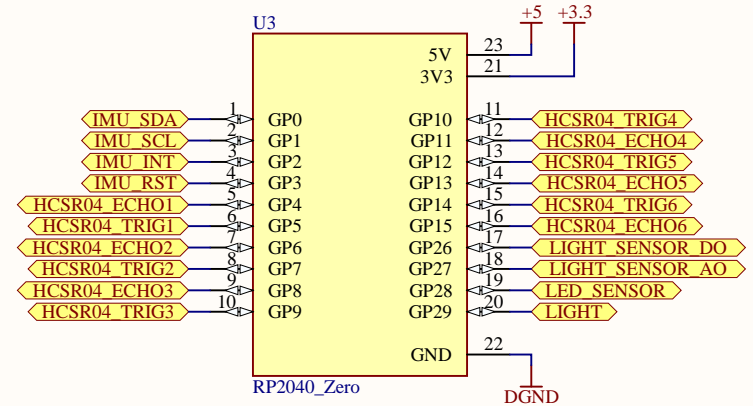 +5 +3.3
U3
5V 23
3V3 21
IMU_SDA 1 GP0 GP10 11 HCSR04_TRIG4
IMU_SCL 2 GP1 GP11 12 HCSR04_ECHO4
IMU_INT 3 GP2 GP12 13 HCSR04_TRIG5
IMU_RST 4 GP3 GP13 14 HCSR04_ECHO5
HCSR04_ECHO1 5 GP4 GP14 15 HCSR04_TRIG6
HCSR04_TRIG1 6 GP5 GP15 16 HCSR04_ECHO6
HCSR04_ECHO2 7 GP6 GP26 17 LIGHT_SENSOR_DO
HCSR04_TRIG2 8 GP7 GP27 18 LIGHT_SENSOR_AO
HCSR04_ECHO3 9 GP8 GP28 19 LED_SENSOR
HCSR04_TRIG3 10 GP9 GP29 20 LIGHT
GND 22
RP2040_Zero
DGND